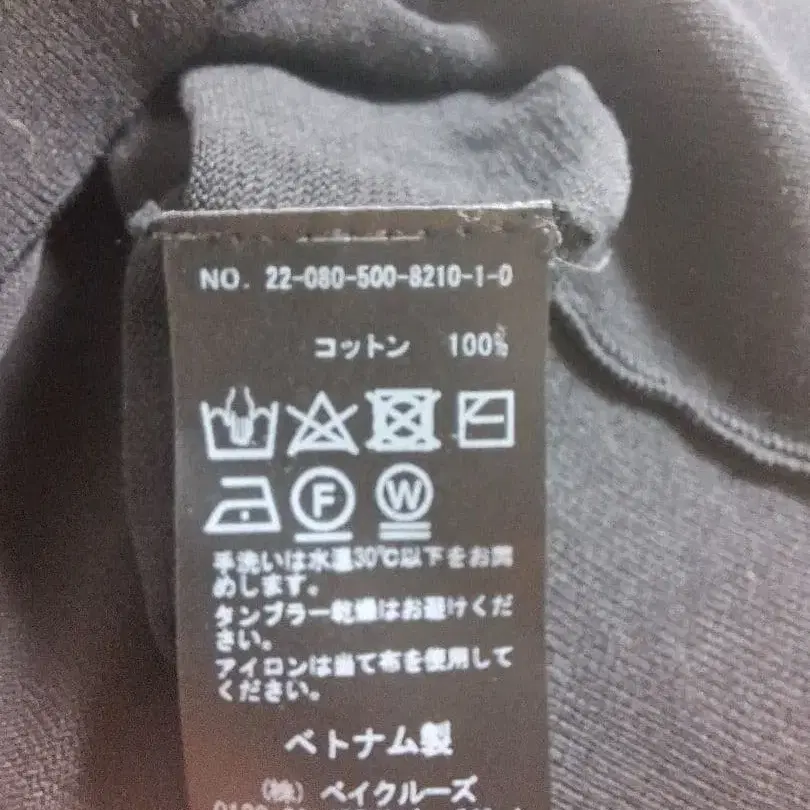 NO. 22-080-500-8210-1-0
コットン 100%
F W
手洗いは水温30℃以下をお薦
めします。
タンブラー乾燥はお避けくだ
さい。
アイロンは当て布を使用して
ください。
ベトナム製
(株) ベイクルーズ